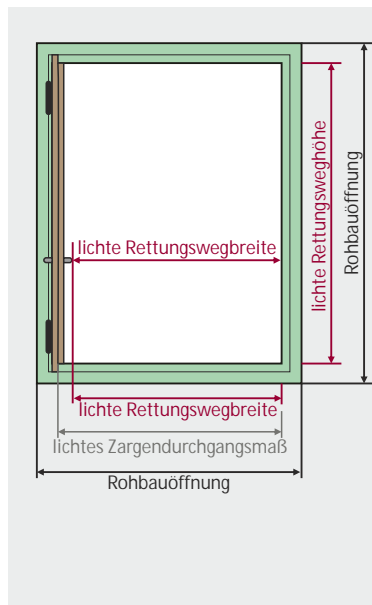 lichte Rettungswegbreite
lichte Rettungsweghöhe
Rohbauöffnung
lichte Rettungswegbreite
lichtes Zargendurchgangsmaß
Rohbauöffnung